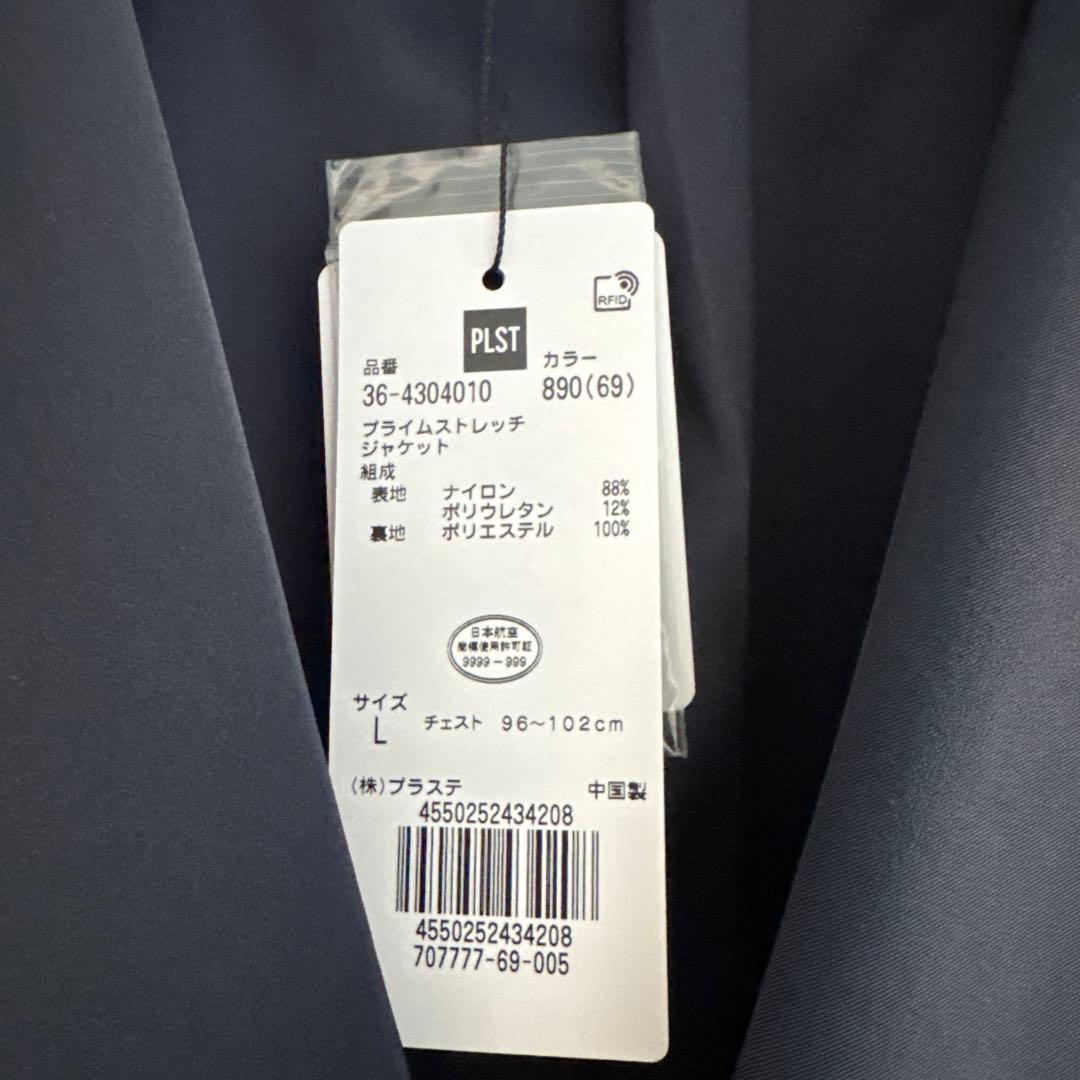 RFID
PLST
品番 カラー
36-4304010 890(69)
プライムストレッチ
ジャケット
組成
表地 ナイロン 88%
ポリウレタン 12%
裏地 ポリエステル 100%
日本航空
商標使用許可証
9999-999
サイズ
L チェスト 96~102cm
(株)プラステ 中国製
4550252434208
4550252434208
707777-69-005